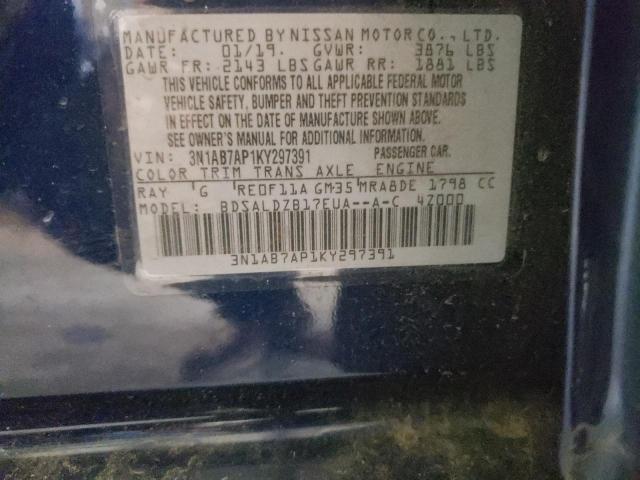 MANUFACTURED BY NISSAN MOTOR CO., LTD.
DATE: 01/19. GVWR: 3876 LBS
GAWR FR: 2143 LBS GAWR RR: 1881 LBS
THIS VEHICLE CONFORMS TO ALL APPLICABLE FEDERAL MOTOR
VEHICLE SAFETY, BUMPER AND THEFT PREVENTION STANDARDS
IN EFFECT ON THE DATE OF MANUFACTURE SHOWN ABOVE.
SEE OWNER'S MANUAL FOR ADDITIONAL INFORMATION.
VIN: 3N1AB7AP1KY297391 PASSENGER CAR.
COLOR TRIM TRANS AXLE ENGINE
RAY G RE0F11A GM35 MRA8DE 1798 CC
MODEL: BDSALDZB17EUA--A-C 4Z000
3N1AB7AP1KY297391